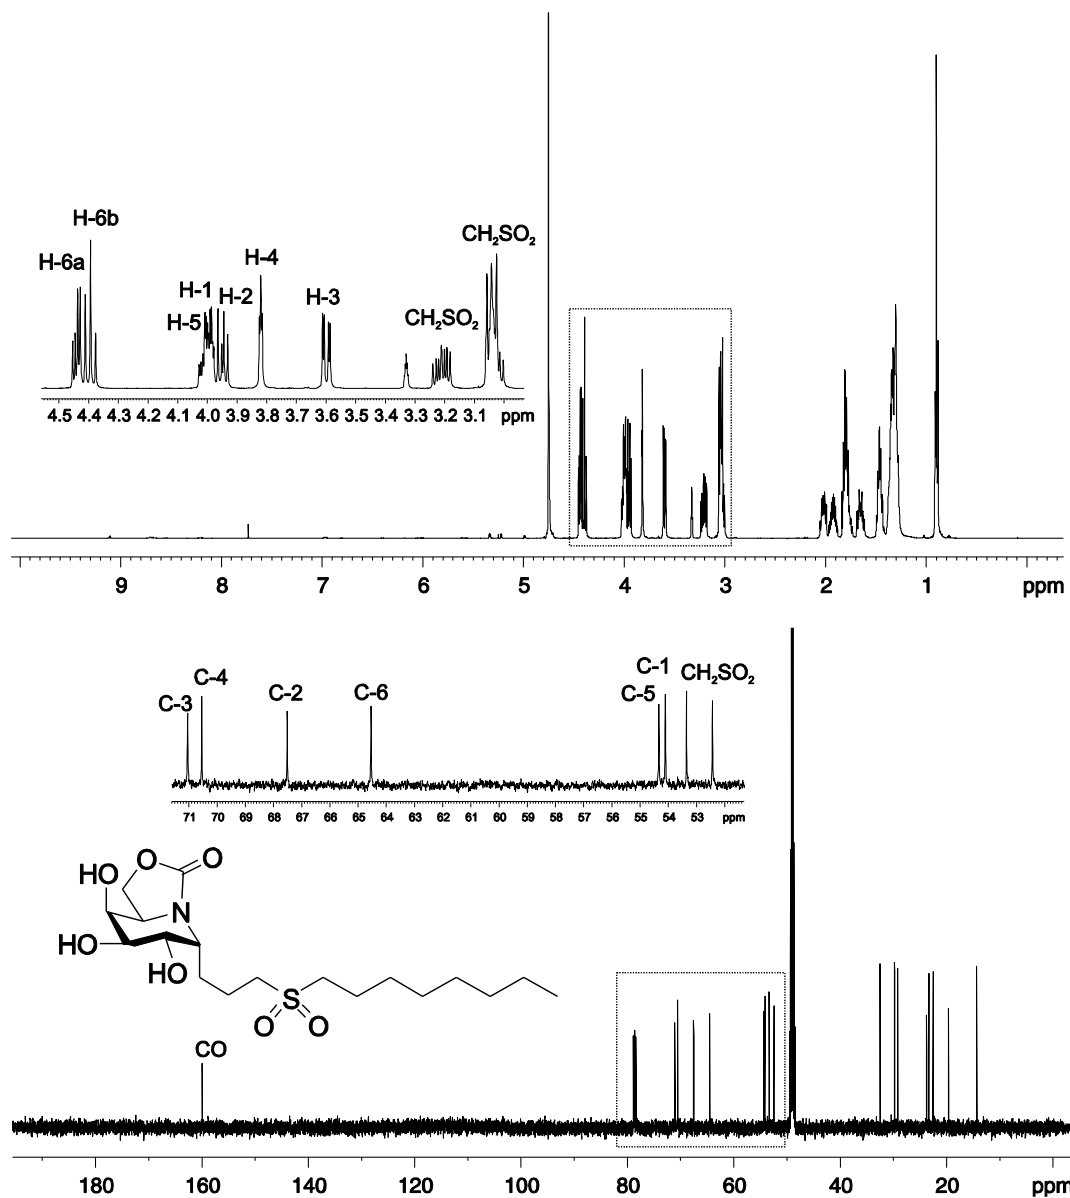 H-6b
H-6a
H-1
H-5
H-2
H-4
H-3
CH₂SO₂
CH₂SO₂
4.5 4.4 4.3 4.2 4.1 4.0 3.9 3.8 3.7 3.6 3.5 3.4 3.3 3.2 3.1 ppm
9 8 7 6 5 4 3 2 1 ppm
C-3
C-4
C-2
C-6
C-5
C-1
CH₂SO₂
71 70 69 68 67 66 65 64 63 62 61 60 59 58 57 56 55 54 53 ppm
O
O
HO
N
HO
HO
S
O O
CO
180 160 140 120 100 80 60 40 20 ppm